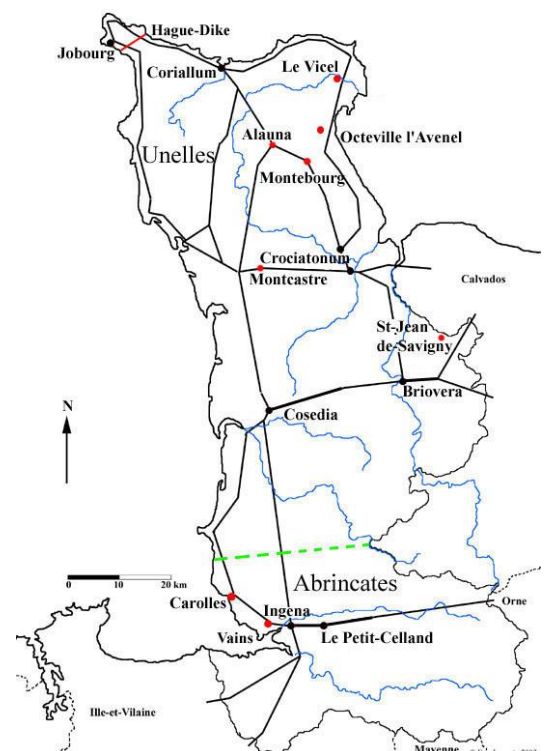 Hague-Dike
Jobourg
Coriallum
Le Vicel
Alauna
Octeville l'Avenel
Unelles
Montebourg
Crociatonum
Montcastre
Calvados
St-Jean
de-Savigny
Briovera
N
Cosedia
0 10 20 km
Abrincates
Carolles
Ingena
Orne
Vains
Le Petit-Celland
Ille-et-Vilaine
Mayenne